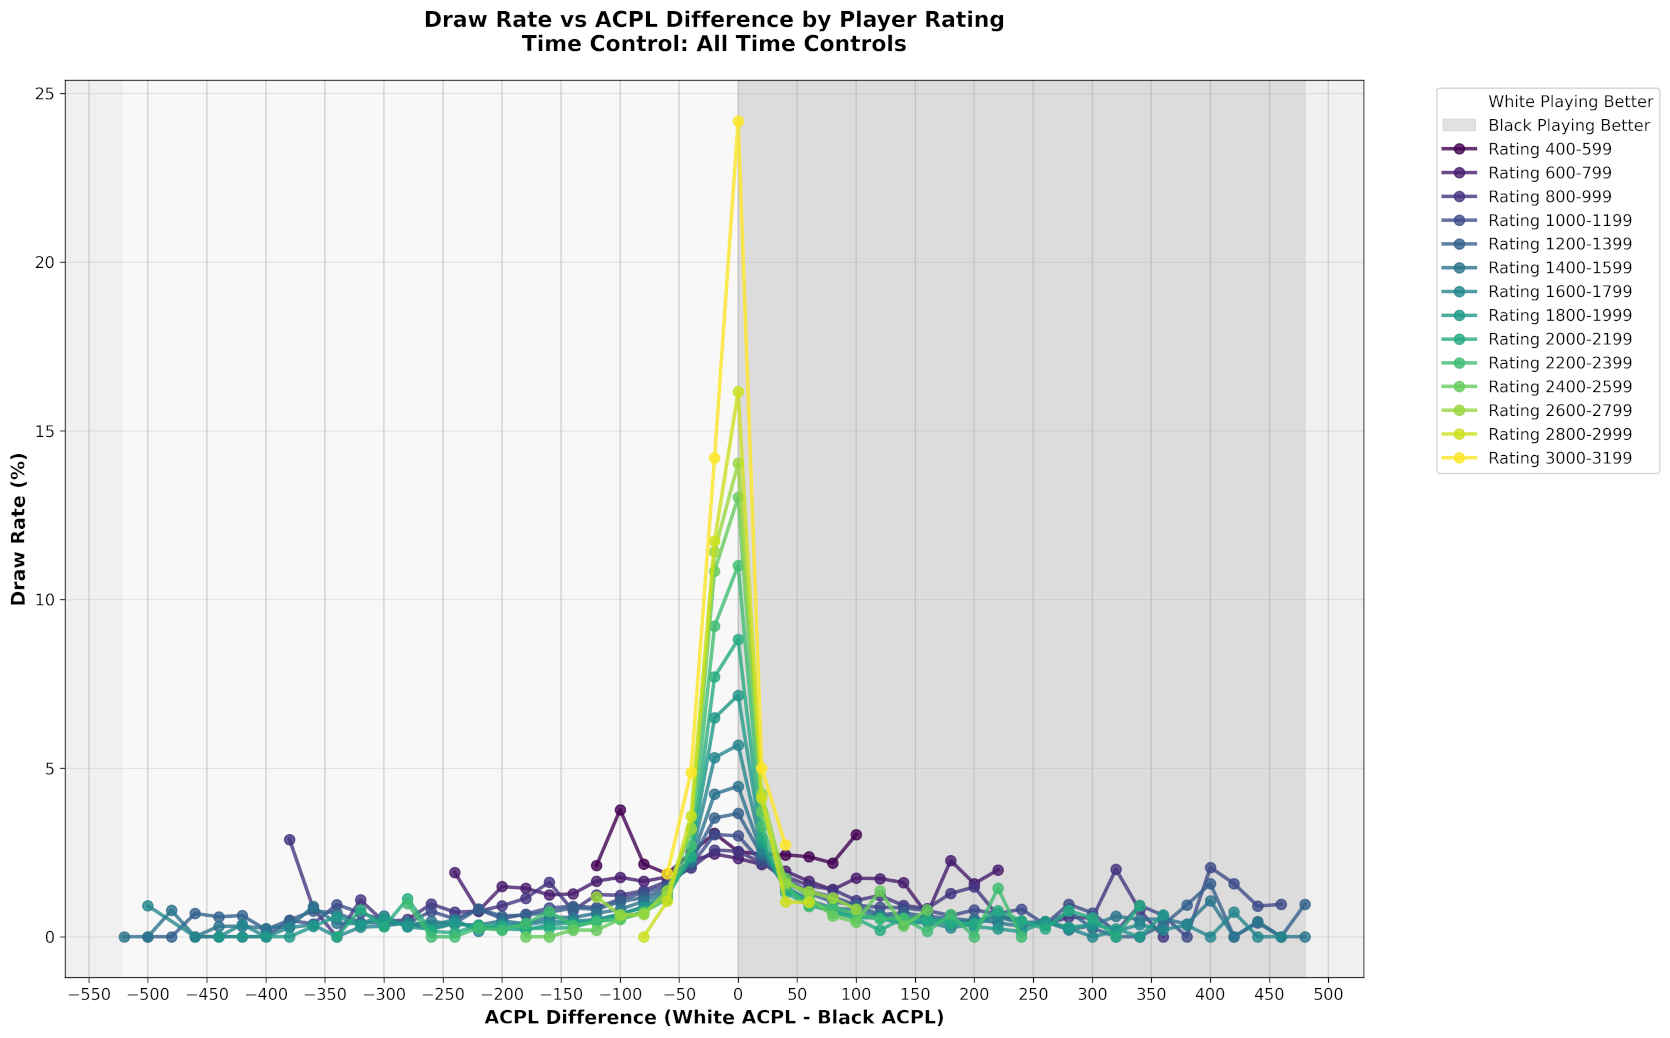 Draw Rate vs ACPL Difference by Player Rating
Time Control: All Time Controls
Draw Rate (%)
25
20
15
10
5
0
−550 −500 −450 −400 −350 −300 −250 −200 −150 −100 −50 0 50 100 150 200 250 300 350 400 450 500
ACPL Difference (White ACPL - Black ACPL)
White Playing Better
Black Playing Better
Rating 400-599
Rating 600-799
Rating 800-999
Rating 1000-1199
Rating 1200-1399
Rating 1400-1599
Rating 1600-1799
Rating 1800-1999
Rating 2000-2199
Rating 2200-2399
Rating 2400-2599
Rating 2600-2799
Rating 2800-2999
Rating 3000-3199